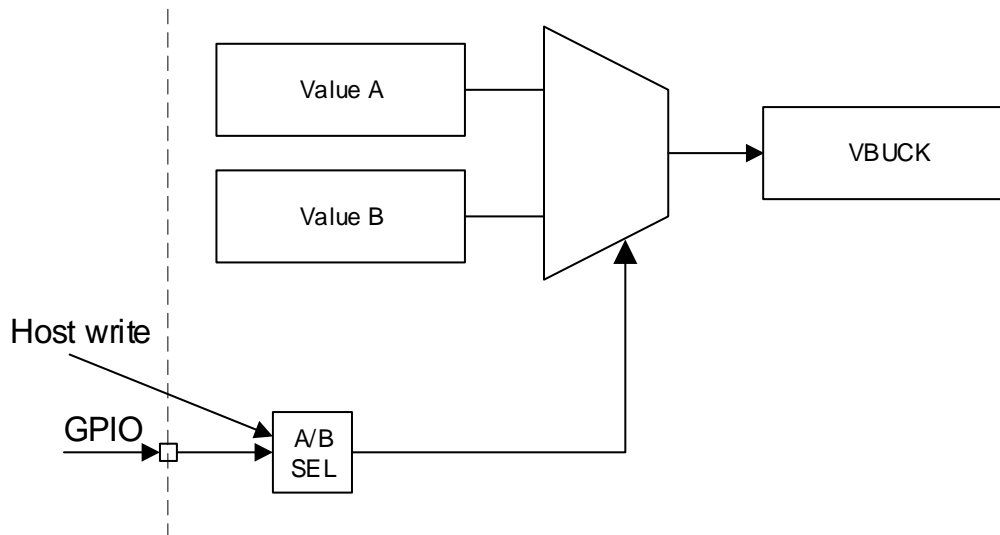 Value A
VBUCK
Value B
Host write
GPIO
A/B
SEL